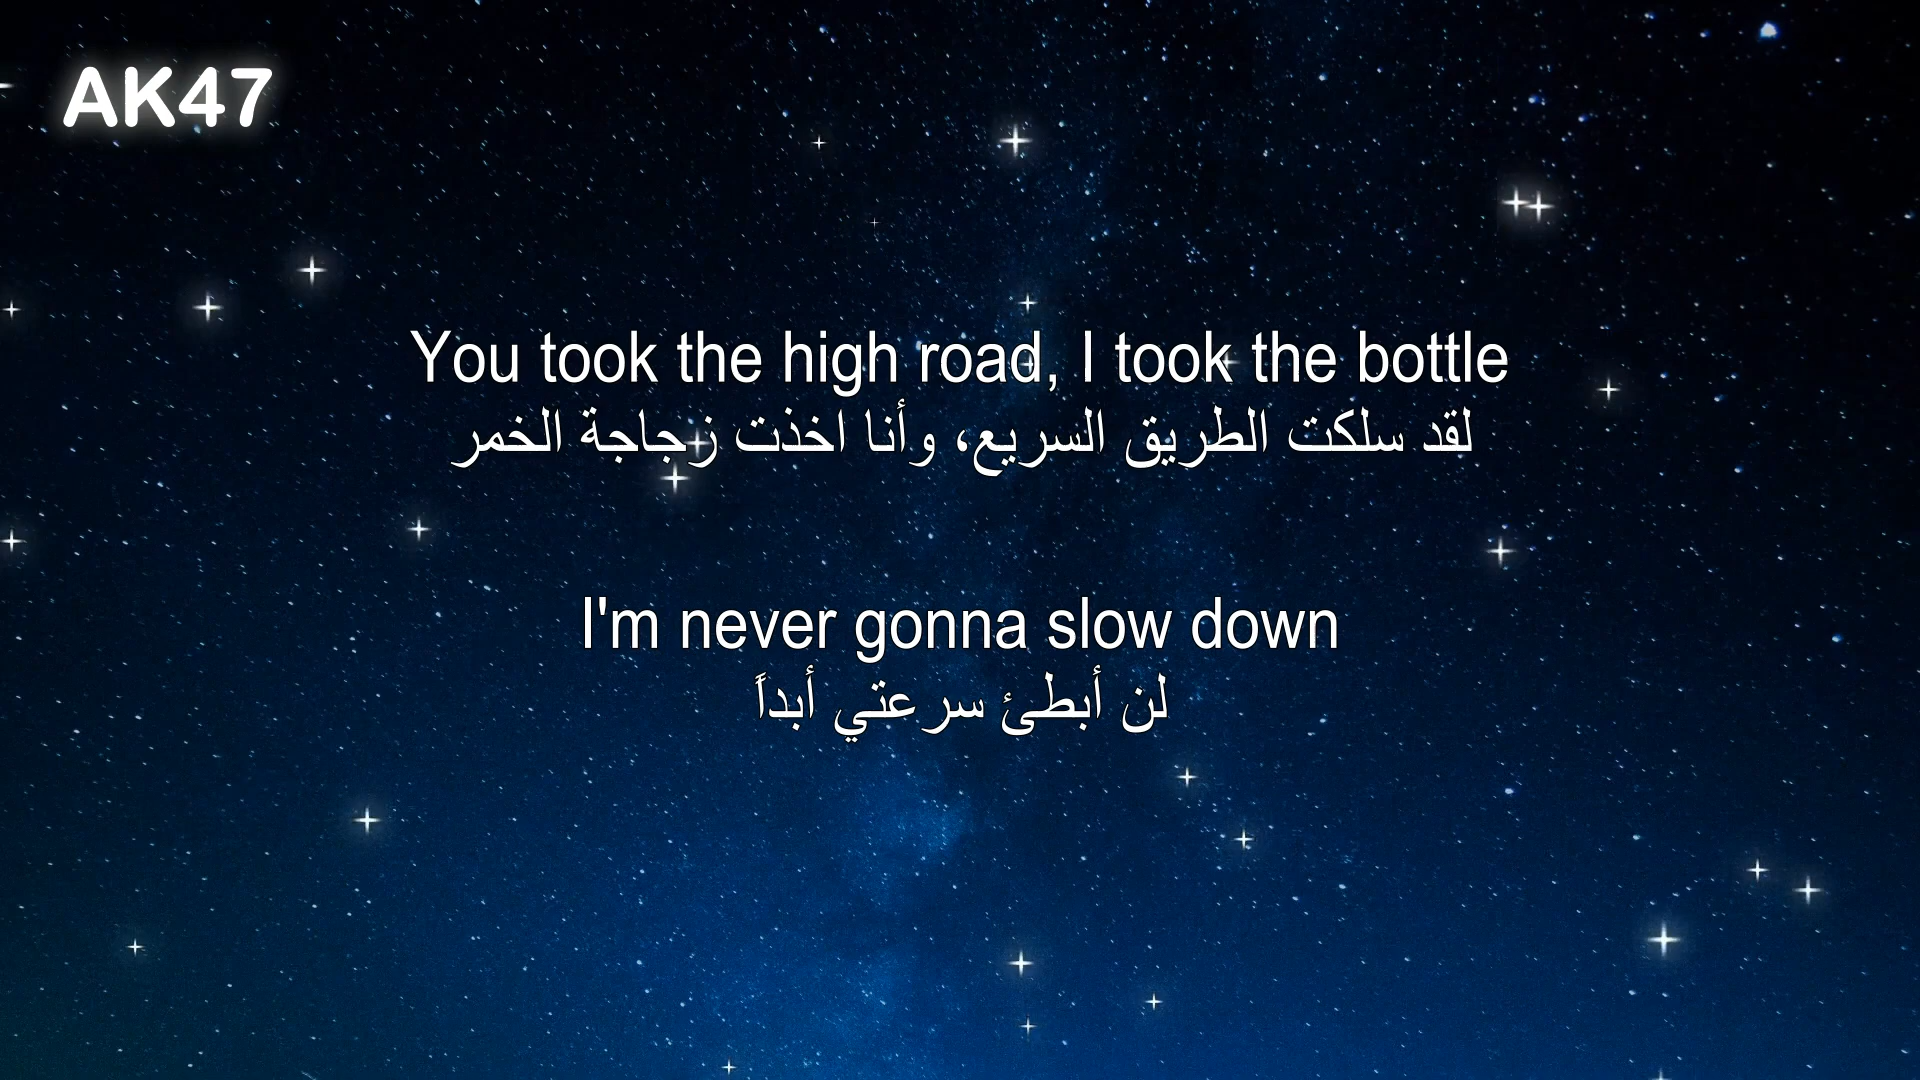 AK47
You took the high road, I took the bottle
لقد سلكت الطريق السريع، وأنا اخذت زجاجة الخمر
I'm never gonna slow down
لن أبطئ سرعتي أبداً